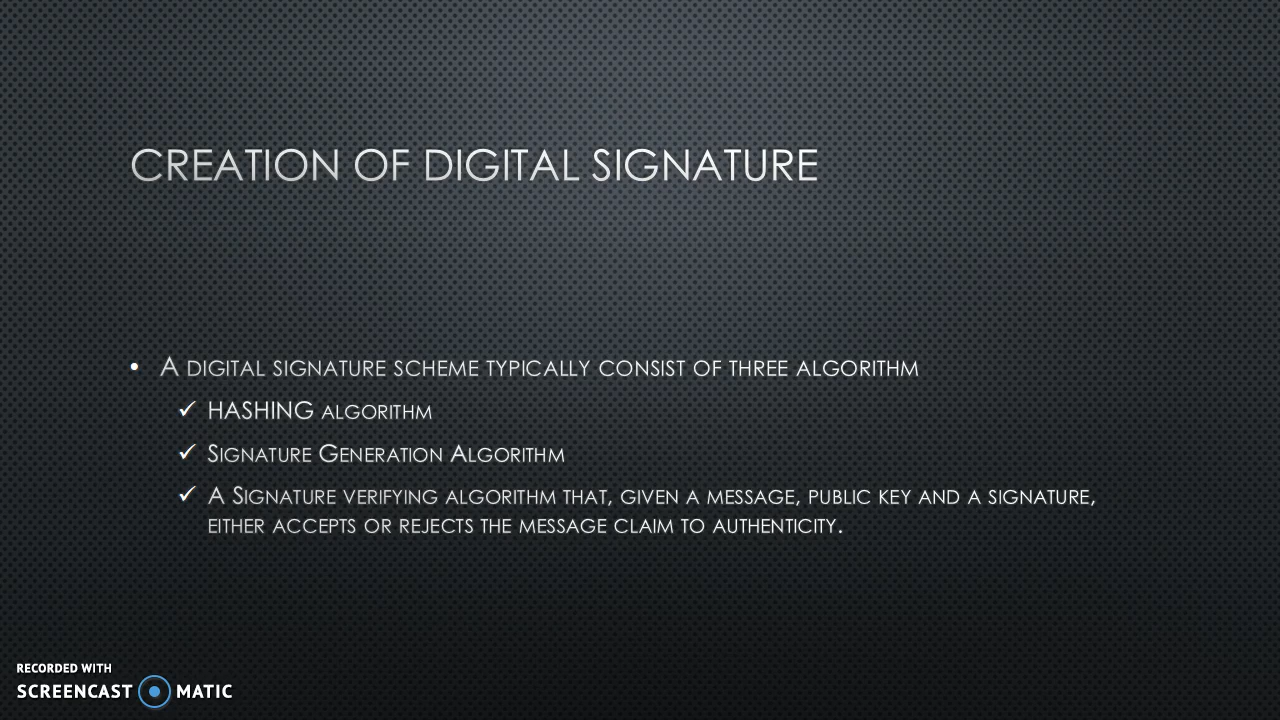 CREATION OF DIGITAL SIGNATURE
• A DIGITAL SIGNATURE SCHEME TYPICALLY CONSIST OF THREE ALGORITHM
✓ HASHING ALGORITHM
✓ SIGNATURE GENERATION ALGORITHM
✓ A SIGNATURE VERIFYING ALGORITHM THAT, GIVEN A MESSAGE, PUBLIC KEY AND A SIGNATURE,
EITHER ACCEPTS OR REJECTS THE MESSAGE CLAIM TO AUTHENTICITY.
RECORDED WITH
SCREENCAST MATIC